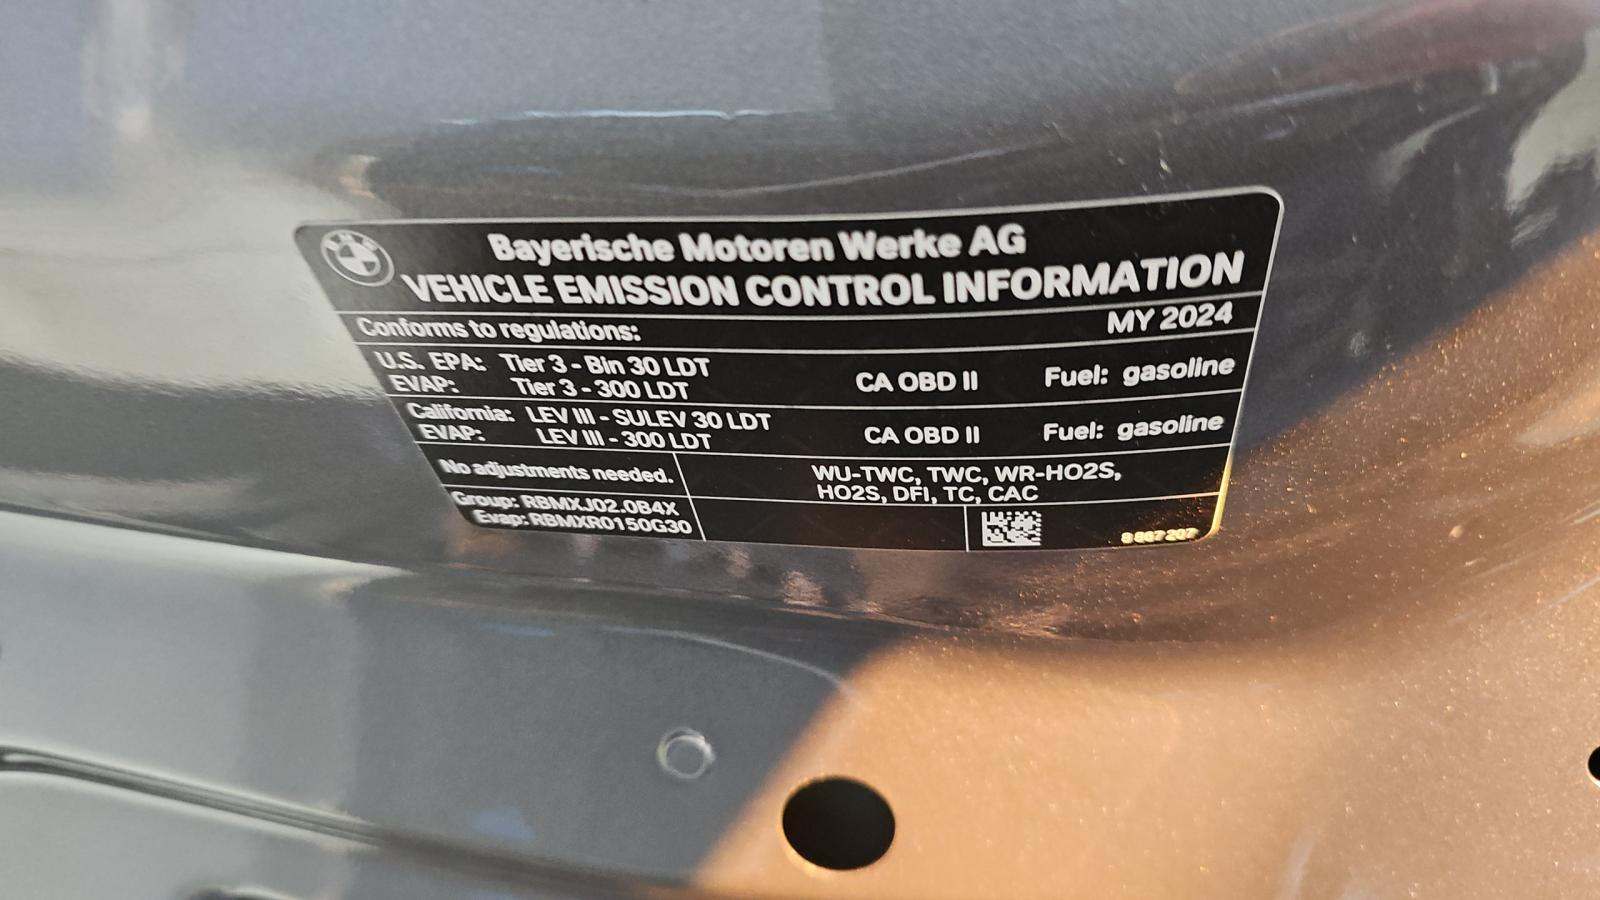 BMW
Bayerische Motoren Werke AG
VEHICLE EMISSION CONTROL INFORMATION
Conforms to regulations: MY 2024
U.S. EPA: Tier 3 - Bin 30 LDT
EVAP: Tier 3 - 300 LDT
CA OBD II Fuel: gasoline
California: LEV III - SULEV 30 LDT
EVAP: LEV III - 300 LDT
CA OBD II Fuel: gasoline
No adjustments needed.
WU-TWC, TWC, WR-HO2S,
HO2S, DFI, TC, CAC
Group: RBMXJ02.0B4X
Evap: RBMXR0150G30